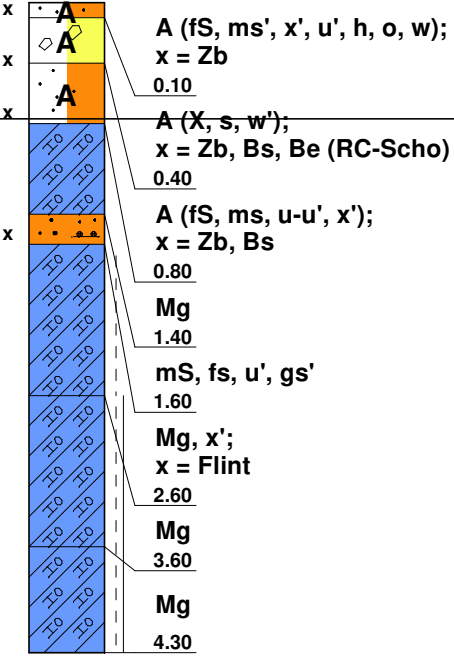 x
A
A (fS, ms', x', u', h, o, w);
x = Zb
0.10
x
A
A (X, s, w');
x = Zb, Bs, Be (RC-Scho)
0.40
x
A
A (fS, ms, u-u', x');
x = Zb, Bs
0.80
Mg
1.40
x
mS, fs, u', gs'
1.60
Mg, x';
x = Flint
2.60
Mg
3.60
Mg
4.30